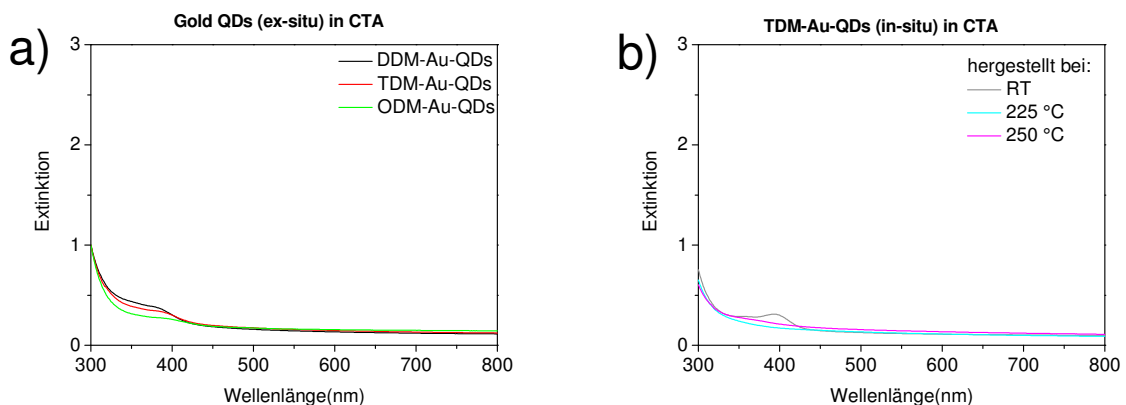 a)
Gold QDs (ex-situ) in CTA
DDM-Au-QDs
TDM-Au-QDs
ODM-Au-QDs
3
2
1
0
Extinktion
300 400 500 600 700 800
Wellenlänge(nm)
b)
TDM-Au-QDs (in-situ) in CTA
hergestellt bei:
RT
225 °C
250 °C
3
2
1
0
Extinktion
300 400 500 600 700 800
Wellenlänge(nm)